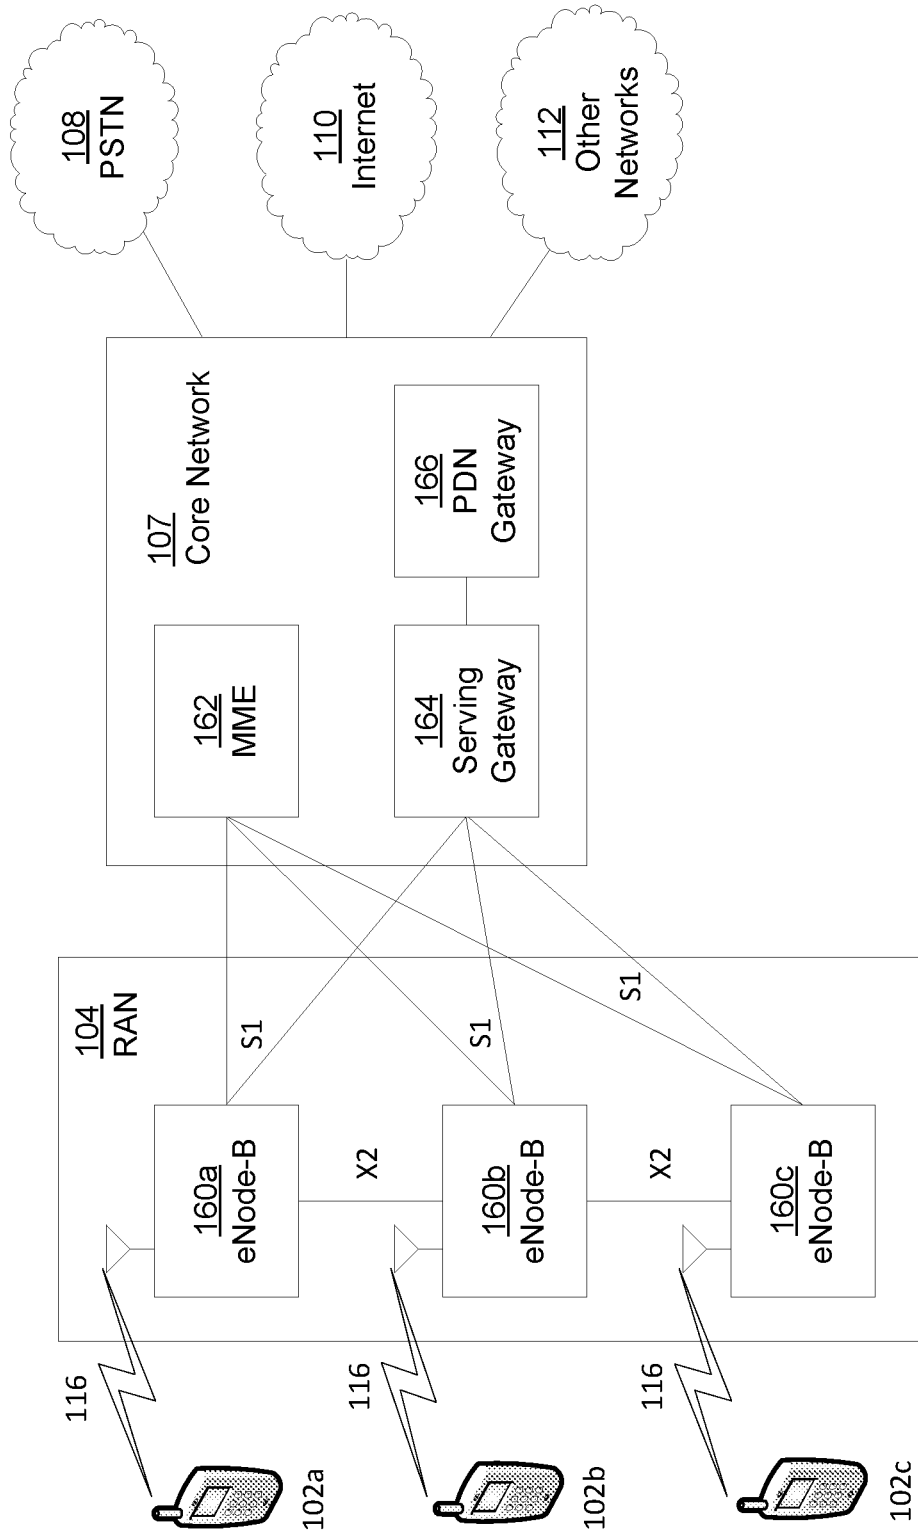 102a
116
160a
eNode-B
104
RAN
S1
X2
102b
116
160b
eNode-B
S1
X2
102c
116
160c
eNode-B
S1
107
Core Network
162
MME
164
Serving
Gateway
166
PDN
Gateway
108
PSTN
110
Internet
112
Other
Networks